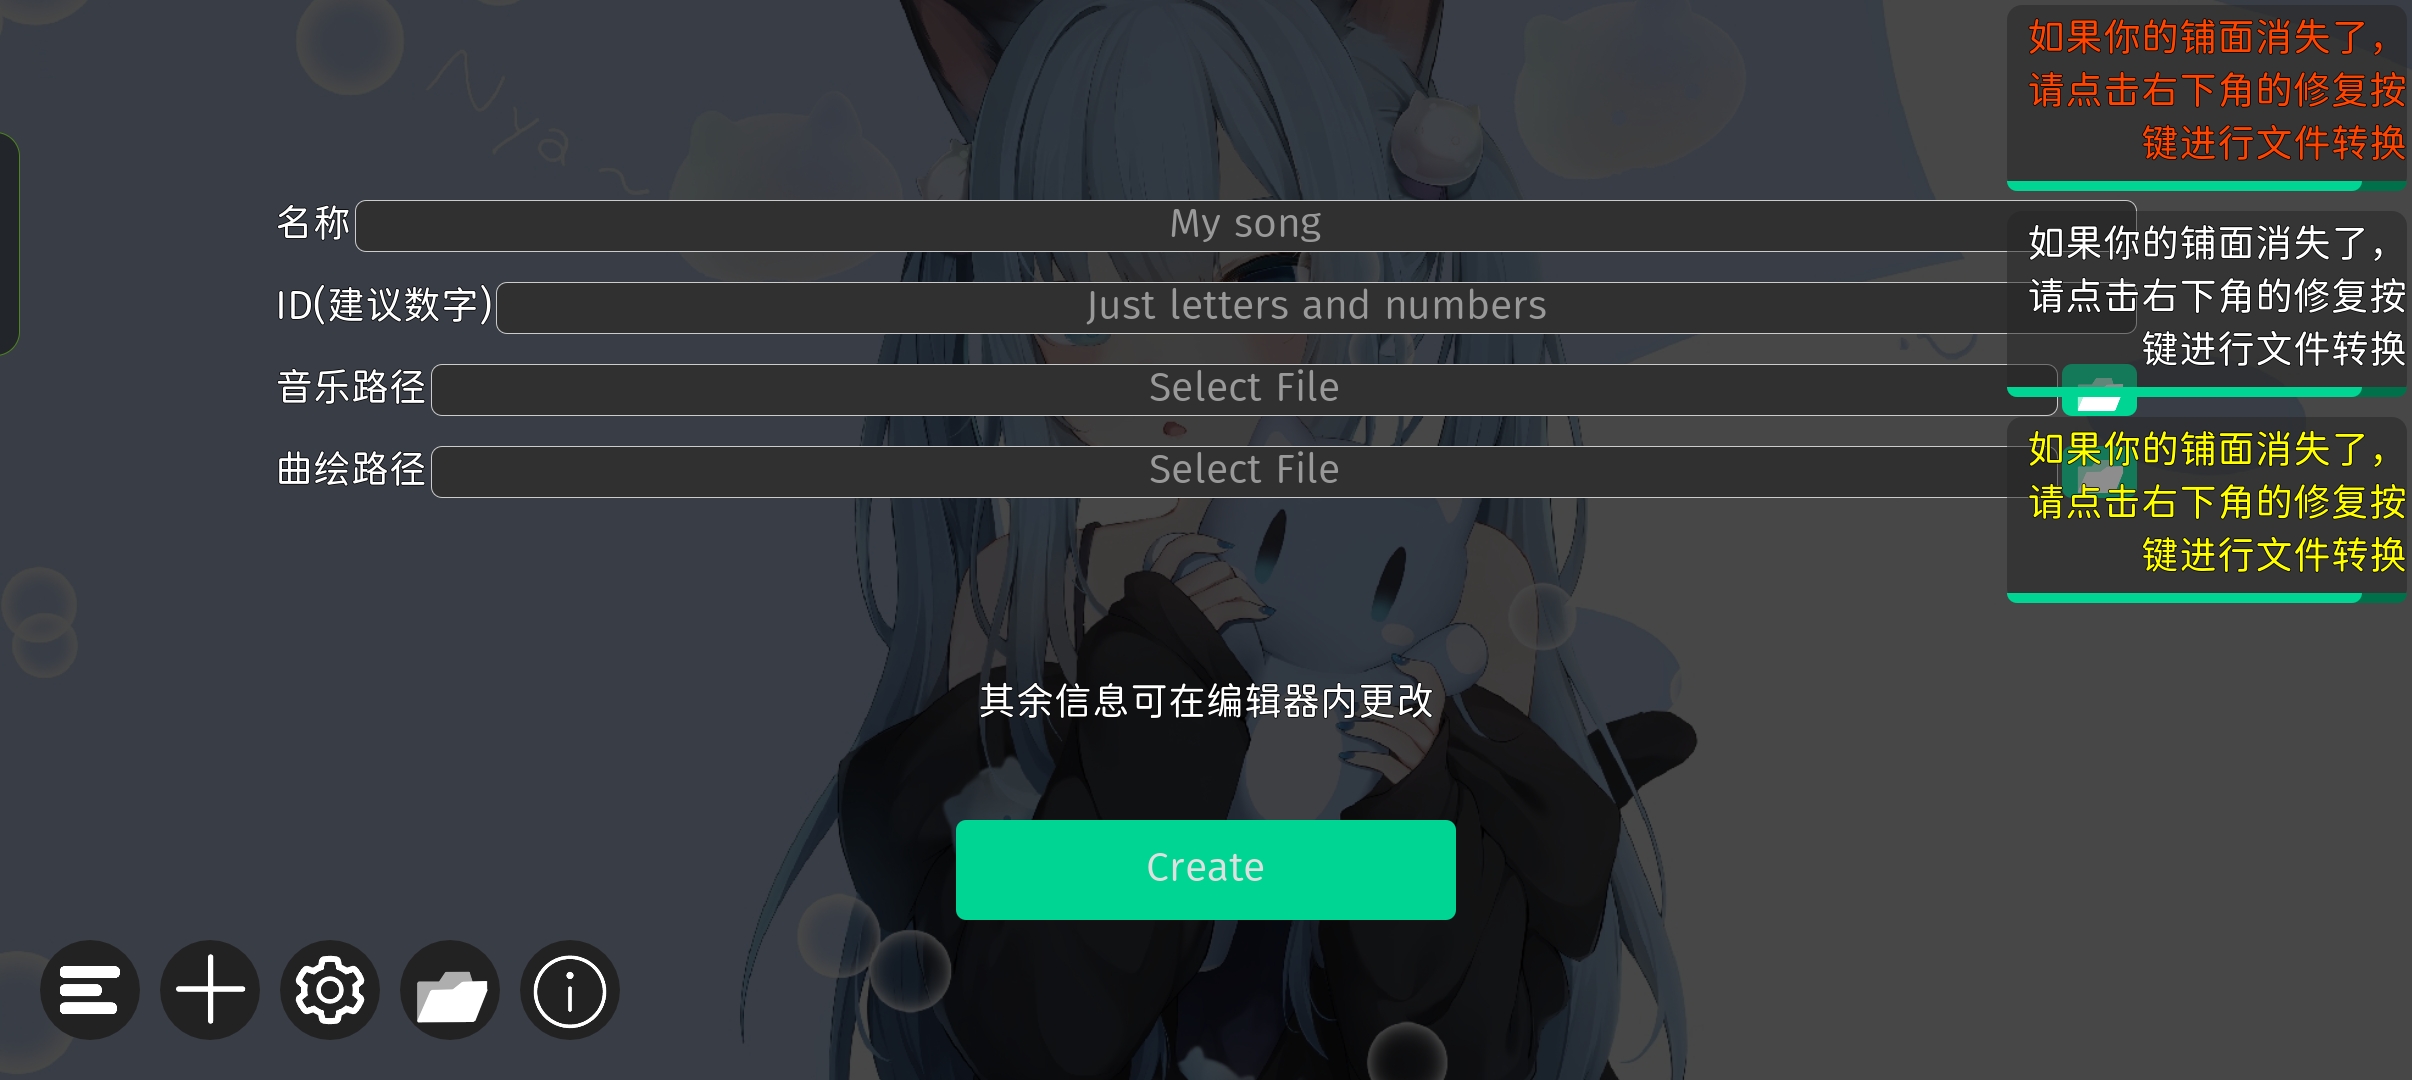 Nya~
名称 My song
ID(建议数字) Just letters and numbers
音乐路径 Select File
曲绘路径 Select File
其余信息可在编辑器内更改
Create
如果你的铺面消失了，
请点击右下角的修复按
键进行文件转换
如果你的铺面消失了，
请点击右下角的修复按
键进行文件转换
如果你的铺面消失了，
请点击右下角的修复按
键进行文件转换